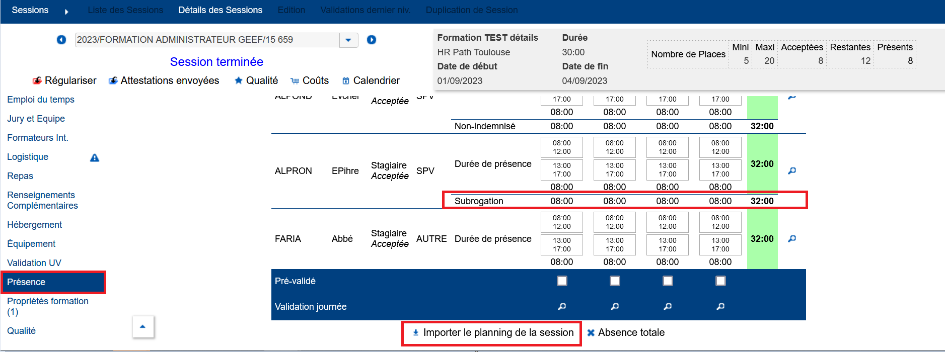 Sessions Liste des Sessions Détails des Sessions Edition Validations dernier niv. Duplication de Session
2023/FORMATION ADMINISTRATEUR GEEF/15 659
Session terminée
Régulariser Attestations envoyées Qualité Coûts Calendrier
Formation TEST détails Durée
HR Path Toulouse 30:00
Date de début Date de fin
01/09/2023 04/09/2023
Mini Maxi Acceptées Restantes Présents
Nombre de Places 5 20 8 12 8
Emploi du temps
Jury et Equipe
Formateurs Int.
Logistique
Repas
Renseignements
Complémentaires
Hébergement
Équipement
Validation UV
Présence
Propriétés formation
(1)
Qualité
ALFOND EVcher Acceptée SPV
17:00 17:00 17:00 17:00
08:00 08:00 08:00 08:00
Non-Indemnisé 08:00 08:00 08:00 08:00 32:00
08:00 08:00 08:00 08:00
12:00 12:00 12:00 12:00
ALPRON EPihre Stagiaire Acceptée SPV Durée de présence 32:00
13:00 13:00 13:00 13:00
17:00 17:00 17:00 17:00
08:00 08:00 08:00 08:00
Subrogation 08:00 08:00 08:00 08:00 32:00
08:00 08:00 08:00 08:00
12:00 12:00 12:00 12:00
FARIA Abbé Stagiaire Acceptée AUTRE Durée de présence 32:00
13:00 13:00 13:00 13:00
17:00 17:00 17:00 17:00
08:00 08:00 08:00 08:00
Pré-validé
Validation journée
Importer le planning de la session Absence totale